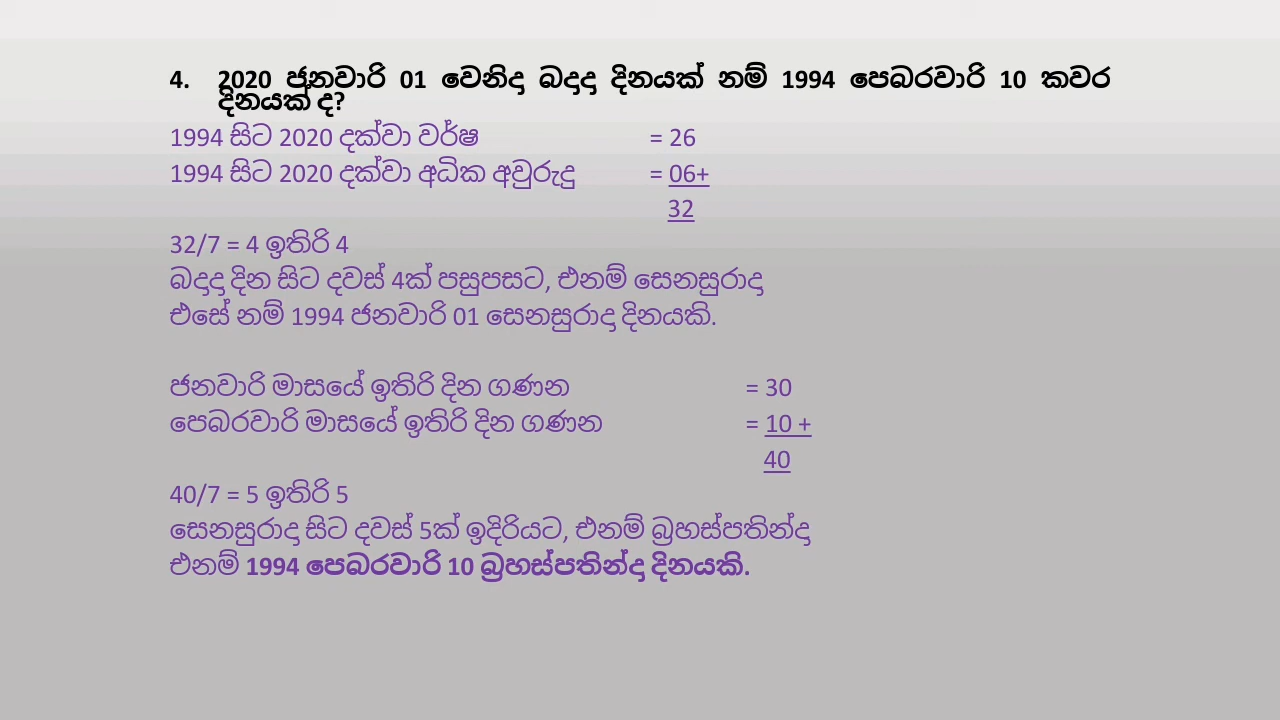 4. 2020 ජනවාරි 01 වෙනිදා බදාදා දිනයක් නම් 1994 පෙබරවාරි 10 කවර
දිනයක් ද?
1994 සිට 2020 දක්වා වර්ෂ = 26
1994 සිට 2020 දක්වා අධික අවුරුදු = 06+
32
32/7 = 4 ඉතිරි 4
බදාදා දින සිට දවස් 4ක් පසුපසට, එනම් සෙනසුරාදා
එසේ නම් 1994 ජනවාරි 01 සෙනසුරාදා දිනයකි.
ජනවාරි මාසයේ ඉතිරි දින ගණන = 30
පෙබරවාරි මාසයේ ඉතිරි දින ගණන = 10 +
40
40/7 = 5 ඉතිරි 5
සෙනසුරාදා සිට දවස් 5ක් ඉදිරියට, එනම් බ්‍රහස්පතින්දා
එනම් 1994 පෙබරවාරි 10 බ්‍රහස්පතින්දා දිනයකි.